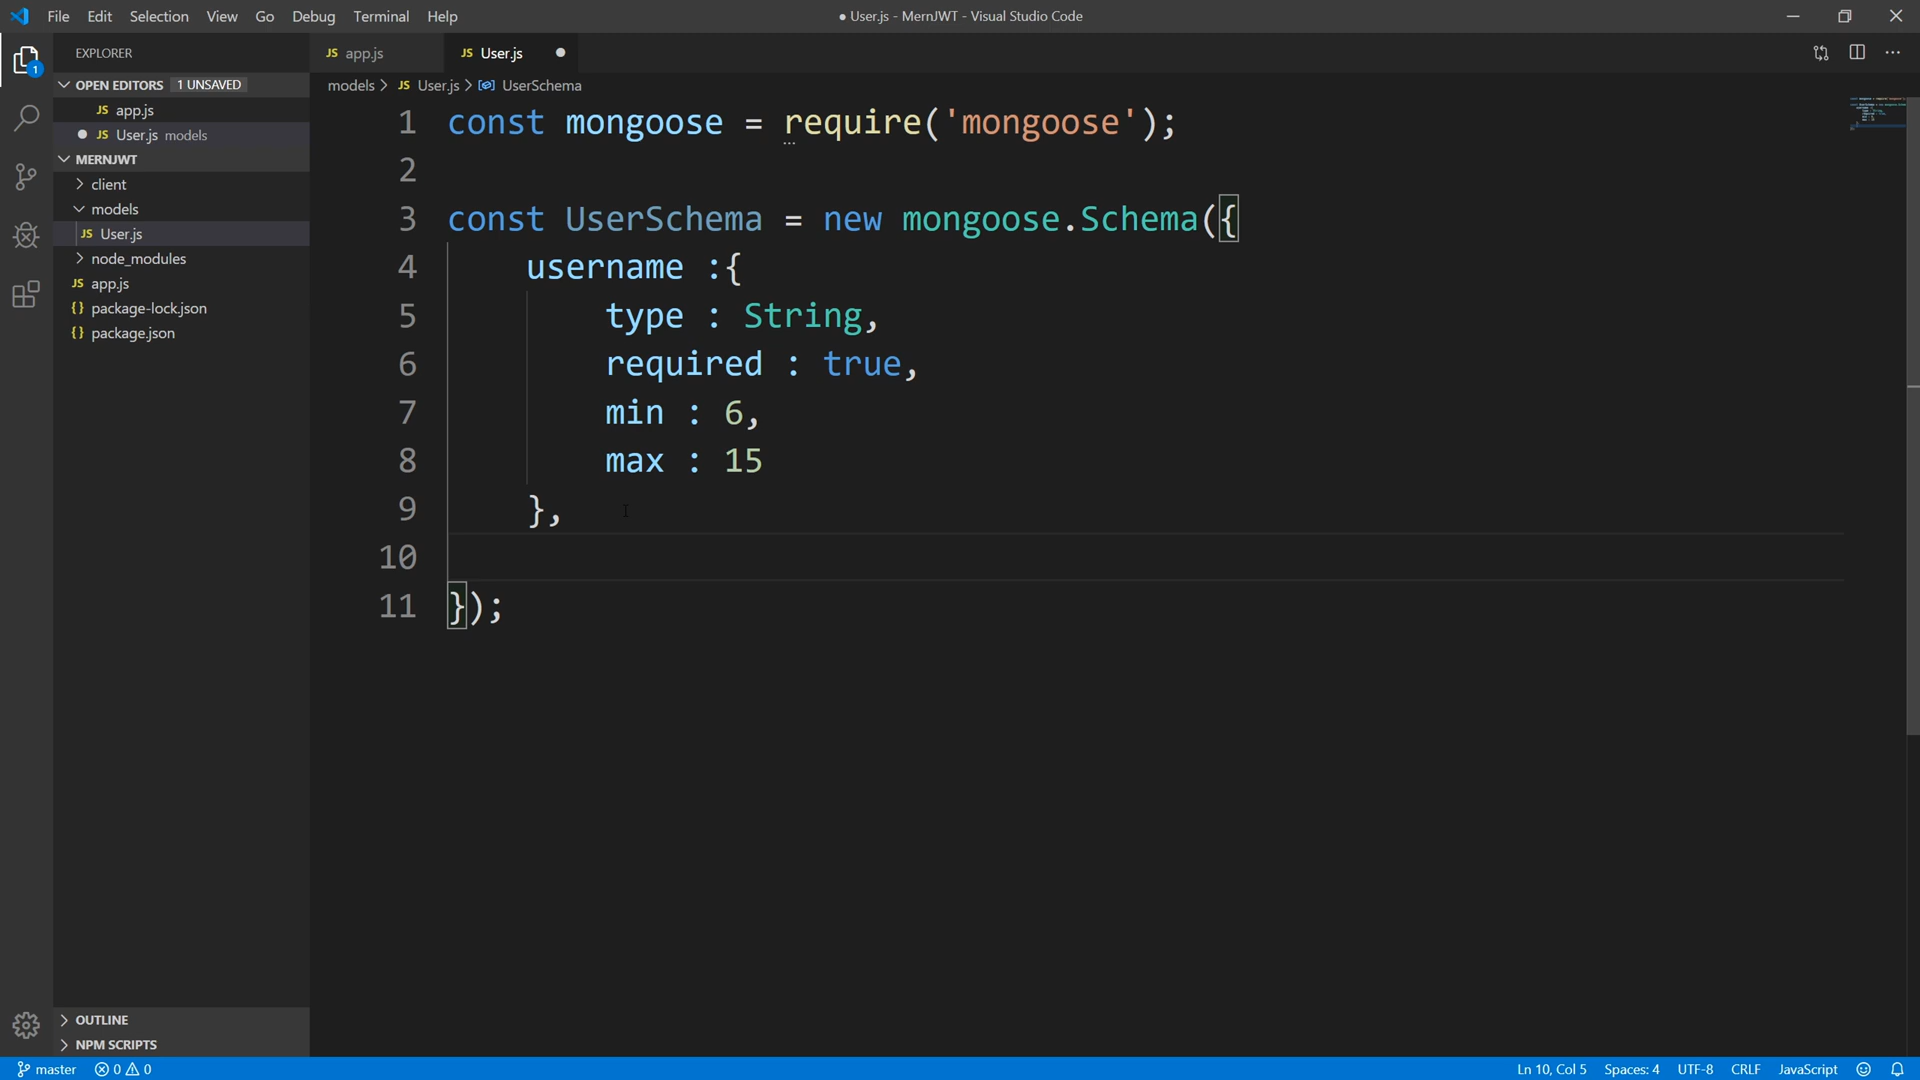 File Edit Selection View Go Debug Terminal Help
● User.js - MernJWT - Visual Studio Code
EXPLORER
OPEN EDITORS 1 UNSAVED
JS app.js
● JS User.js models
MERNJWT
client
models
JS User.js
node_modules
JS app.js
{} package-lock.json
{} package.json
OUTLINE
NPM SCRIPTS
1
JS app.js
JS User.js ●
models > JS User.js > UserSchema
1 const mongoose = require('mongoose');
2
3 const UserSchema = new mongoose.Schema({
4 username :{
5 type : String,
6 required : true,
7 min : 6,
8 max : 15
9 },
10
11 });
master 0 0
Ln 10, Col 5 Spaces: 4 UTF-8 CRLF JavaScript